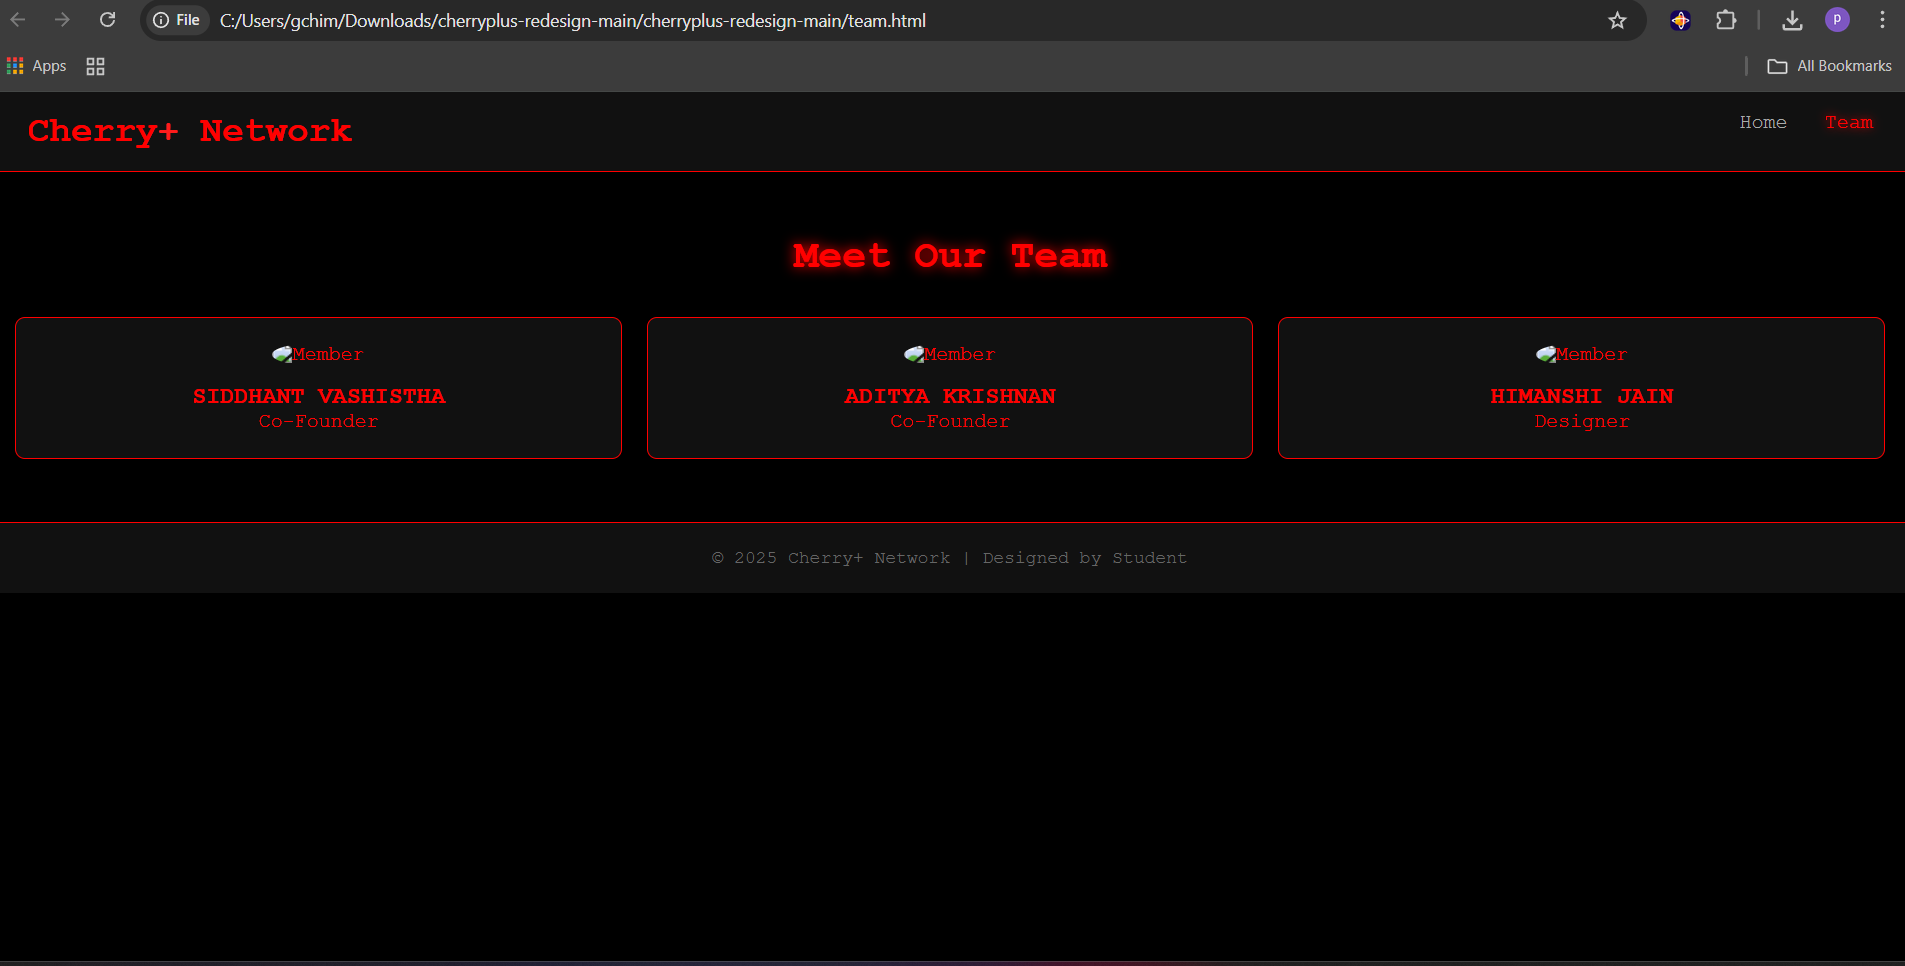 File C:/Users/gchim/Downloads/cherryplus-redesign-main/cherryplus-redesign-main/team.html P
Apps All Bookmarks
Cherry+ Network Home Team
Meet Our Team
Member
SIDDHANT VASHISTHA
Co-Founder
Member
ADITYA KRISHNAN
Co-Founder
Member
HIMANSHI JAIN
Designer
© 2025 Cherry+ Network | Designed by Student